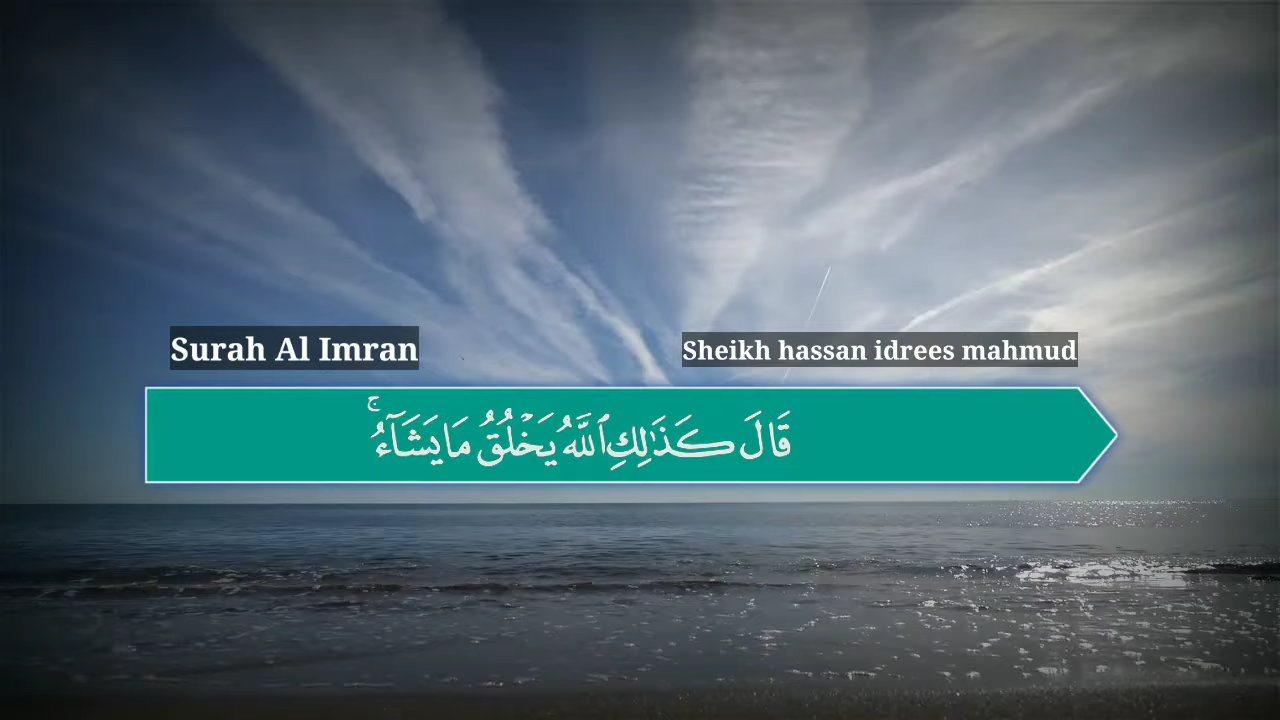 Surah Al Imran
Sheikh hassan idrees mahmud
قَالَ كَذَٰلِكِ ٱللَّهُ يَخْلُقُ مَا يَشَآءُ ۚ